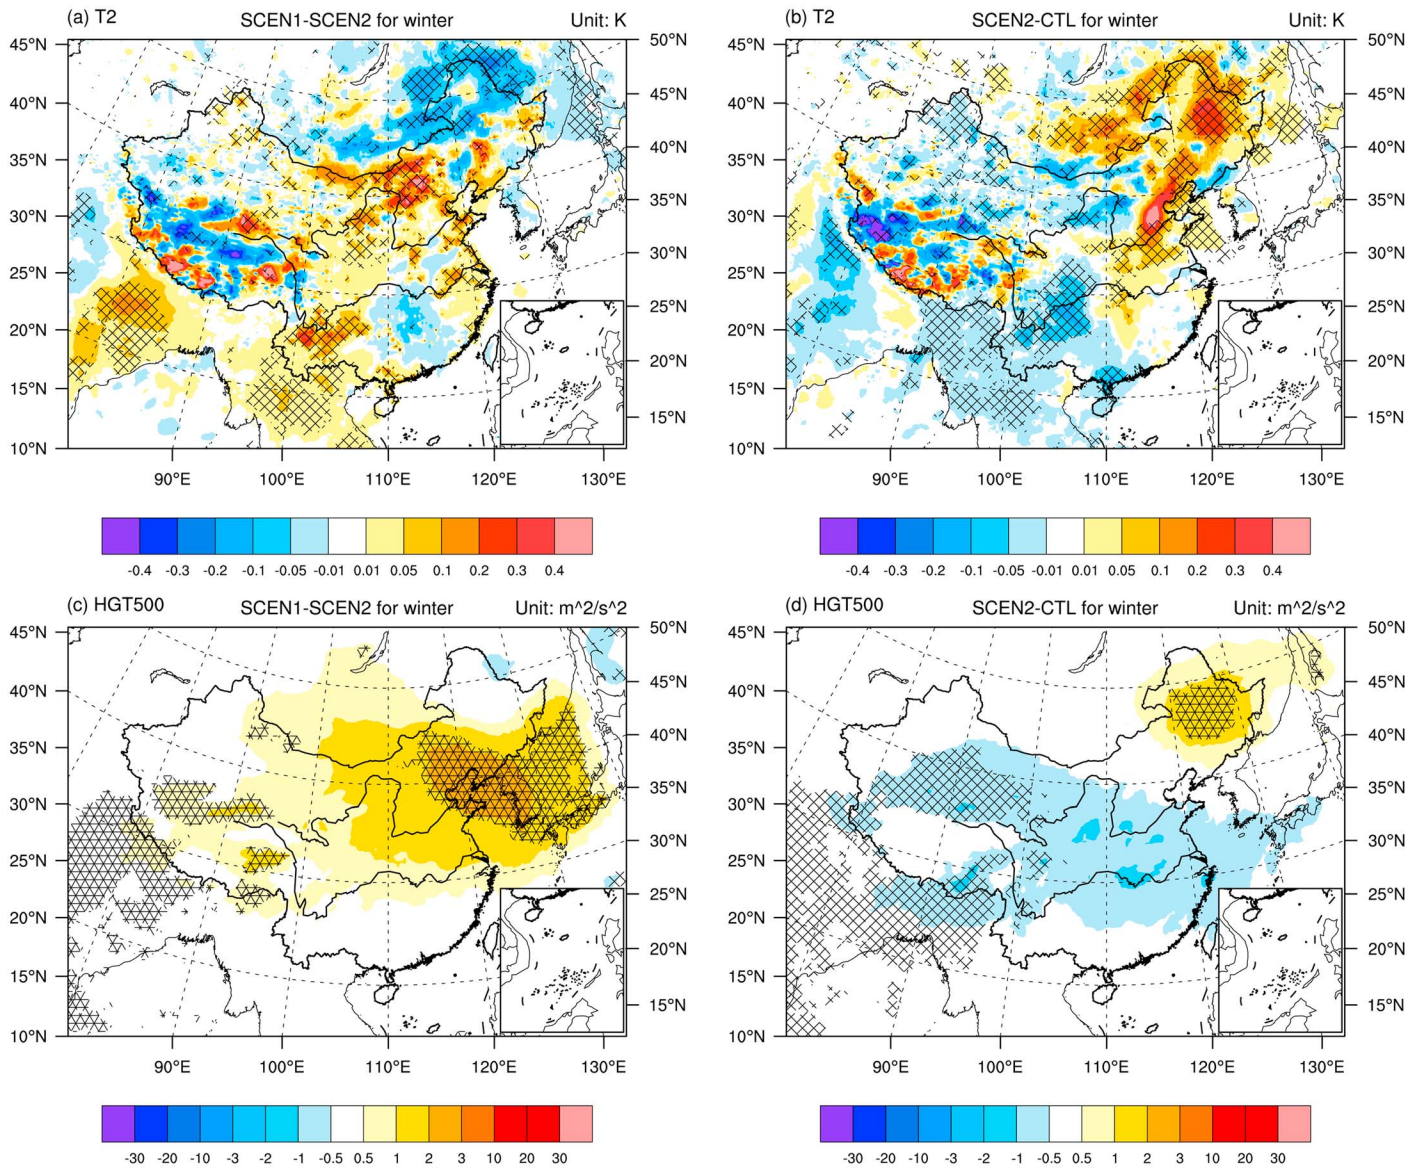 (a) T2 SCEN1-SCEN2 for winter Unit: K
(b) T2 SCEN2-CTL for winter Unit: K
45°N 50°N 45°N 50°N
40°N 45°N 40°N 45°N
35°N 40°N 35°N 40°N
30°N 35°N 30°N 35°N
25°N 30°N 25°N 30°N
20°N 25°N 20°N 25°N
15°N 20°N 15°N 20°N
10°N 15°N 10°N 15°N
90°E 100°E 110°E 120°E 130°E
90°E 100°E 110°E 120°E 130°E
-0.4 -0.3 -0.2 -0.1 -0.05 -0.01 0.01 0.05 0.1 0.2 0.3 0.4
-0.4 -0.3 -0.2 -0.1 -0.05 -0.01 0.01 0.05 0.1 0.2 0.3 0.4
(c) HGT500 SCEN1-SCEN2 for winter Unit: m^2/s^2
(d) HGT500 SCEN2-CTL for winter Unit: m^2/s^2
45°N 50°N 45°N 50°N
40°N 45°N 40°N 45°N
35°N 40°N 35°N 40°N
30°N 35°N 30°N 35°N
25°N 30°N 25°N 30°N
20°N 25°N 20°N 25°N
15°N 20°N 15°N 20°N
10°N 15°N 10°N 15°N
90°E 100°E 110°E 120°E 130°E
90°E 100°E 110°E 120°E 130°E
-30 -20 -10 -3 -2 -1 -0.5 0.5 1 2 3 10 20 30
-30 -20 -10 -3 -2 -1 -0.5 0.5 1 2 3 10 20 30